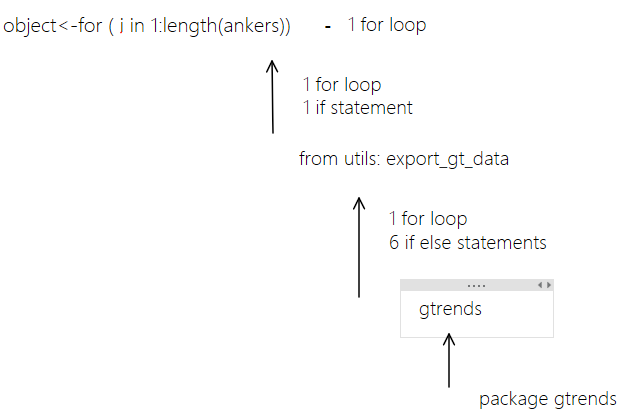 object<-for ( j in 1:length(ankers)) - 1 for loop
1 for loop
1 if statement
from utils: export_gt_data
1 for loop
6 if else statements
gtrends
package gtrends